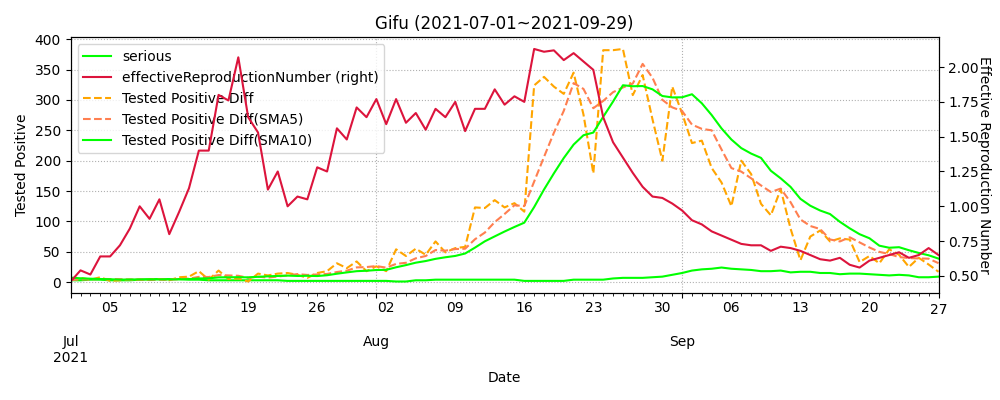 Gifu (2021-07-01~2021-09-29)
serious
effectiveReproductionNumber (right)
Tested Positive Diff
Tested Positive Diff(SMA5)
Tested Positive Diff(SMA10)
Tested Positive
400
350
300
250
200
150
100
50
0
Effective Reproduction Number
2.00
1.75
1.50
1.25
1.00
0.75
0.50
05 12 19 26 02 09 16 23 30 06 13 20 27
Jul Aug Sep
2021
Date